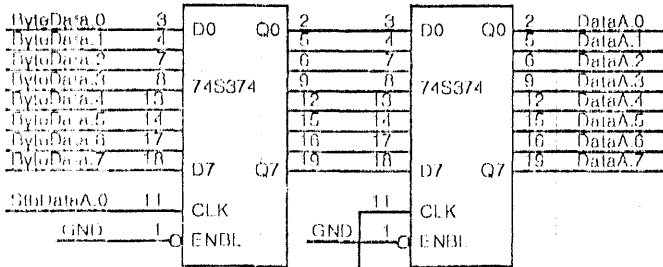 ByteData.0 3 D0 Q0 2 3 D0 Q0 2 DataA.0
ByteData.1 4 5 4 5 DataA.1
ByteData.2 7 6 7 6 DataA.2
ByteData.3 8 74S374 9 8 74S374 9 DataA.3
ByteData.4 13 12 13 12 DataA.4
ByteData.5 14 15 14 15 DataA.5
ByteData.6 17 16 17 16 DataA.6
ByteData.7 18 D7 Q7 19 18 D7 Q7 19 DataA.7
StbDataA.0 11 CLK 11 CLK
GND 1 ENBL GND 1 ENBL